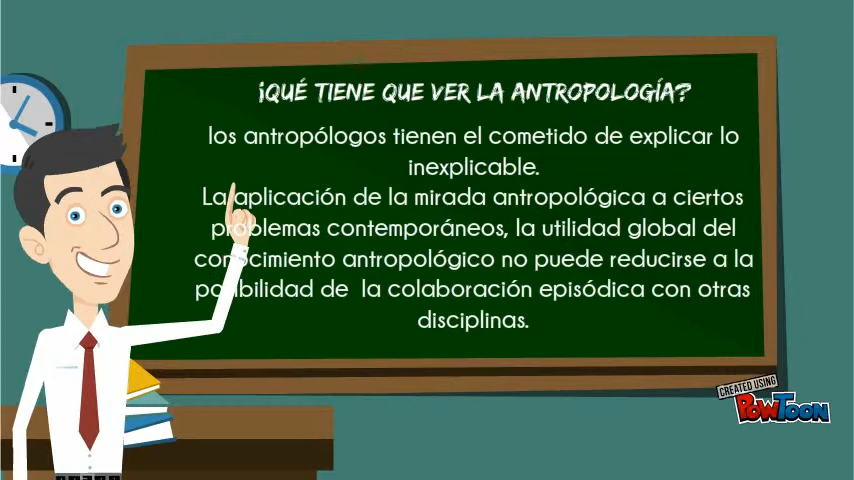 ¡QUÉ TIENE QUE VER LA ANTROPOLOGÍA?
los antropólogos tienen el cometido de explicar lo
inexplicable.
La aplicación de la mirada antropológica a ciertos
problemas contemporáneos, la utilidad global del
conocimiento antropológico no puede reducirse a la
posibilidad de la colaboración episódica con otras
disciplinas.
CREATED USING
POWTOON